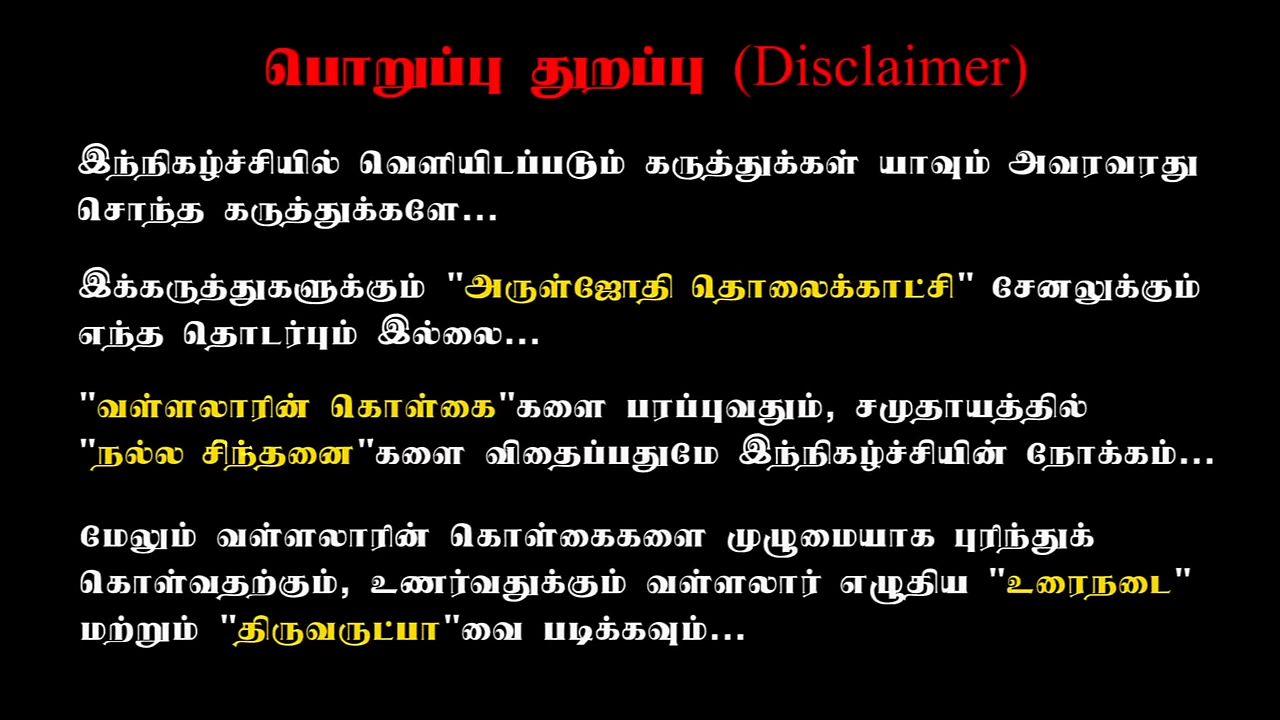 பொறுப்பு துறப்பு (Disclaimer)
இந்நிகழ்ச்சியில் வெளியிடப்படும் கருத்துக்கள் யாவும் அவரவரது
சொந்த கருத்துக்களே...
இக்கருத்துகளுக்கும் "அருள்ஜோதி தொலைக்காட்சி" சேனலுக்கும்
எந்த தொடர்பும் இல்லை...
"வள்ளலாரின் கொள்கை"களை பரப்புவதும், சமுதாயத்தில்
"நல்ல சிந்தனை"களை விதைப்பதுமே இந்நிகழ்ச்சியின் நோக்கம்...
மேலும் வள்ளலாரின் கொள்கைகளை முழுமையாக புரிந்துக்
கொள்வதற்கும், உணர்வதுக்கும் வள்ளலார் எழுதிய "உரைநடை"
மற்றும் "திருவருட்பா"வை படிக்கவும்...